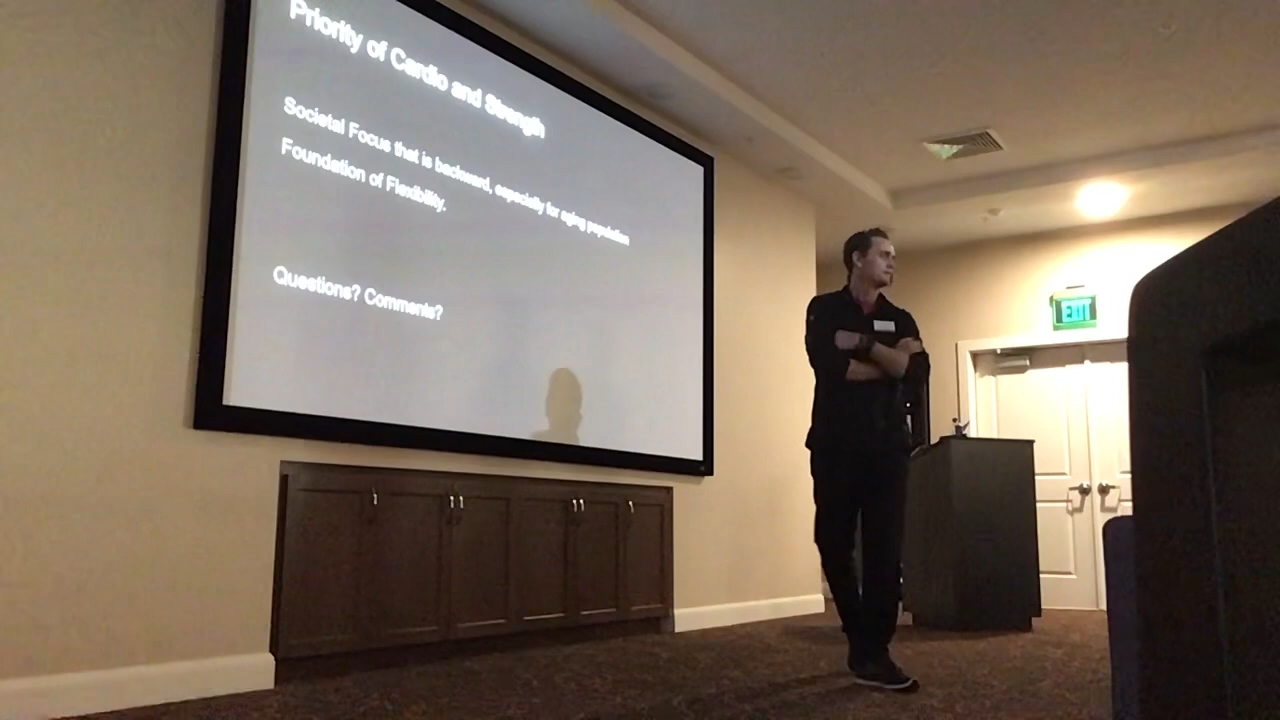 Priority of Cardio and Strength
Societal Focus that is backward, especially for aging population
Foundation of Flexibility.
Questions? Comments?
EXIT